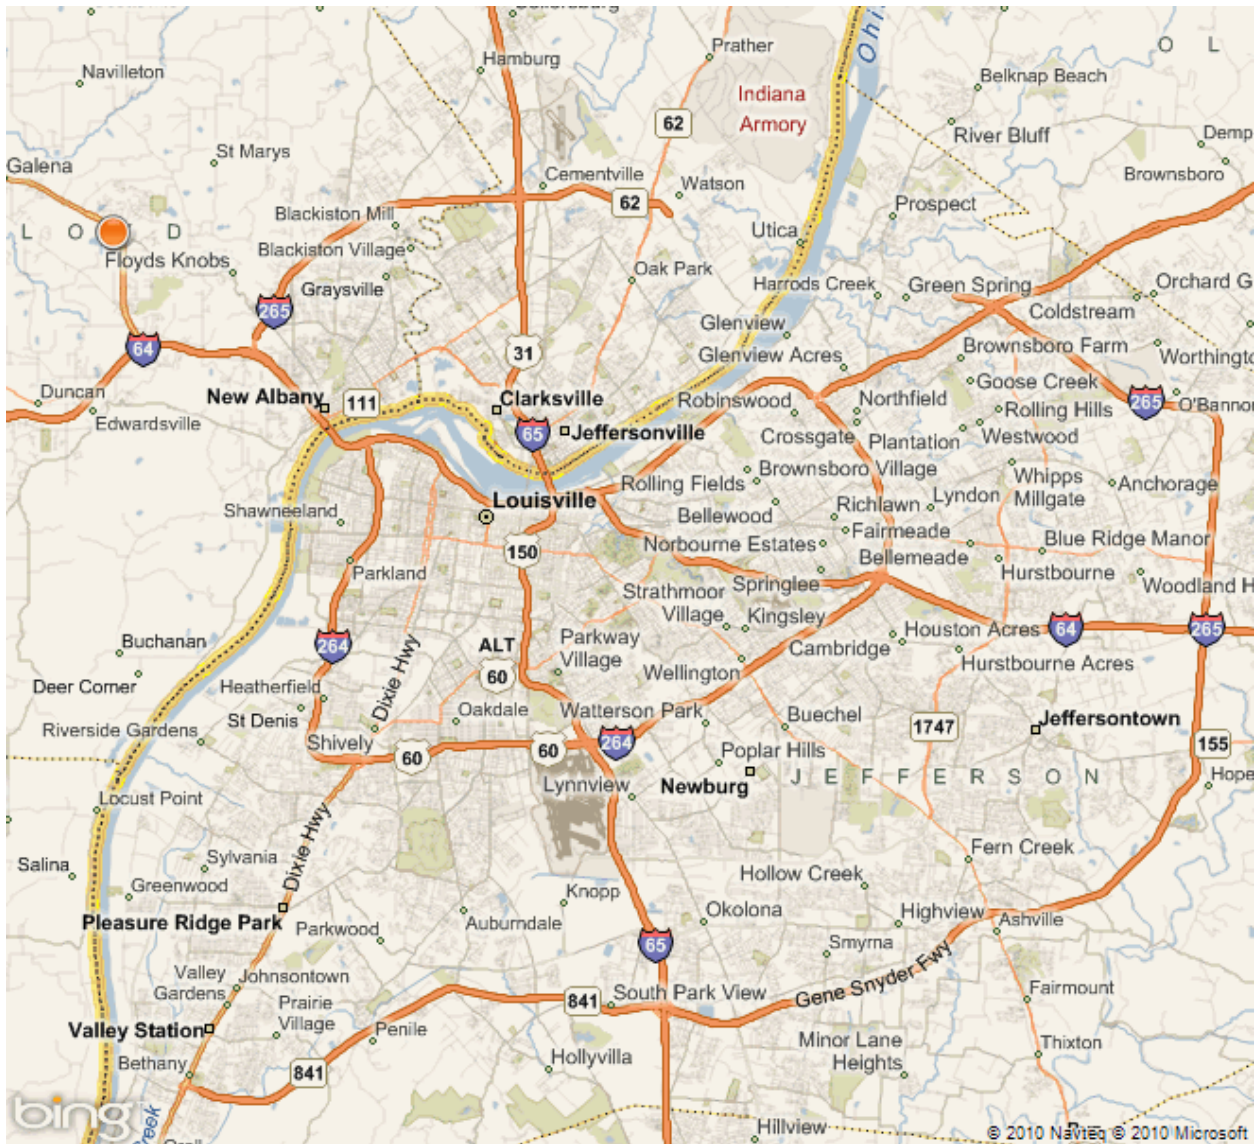 Hamburg
Prather
O L
Navilleton
Ohi
Belknap Beach
Indiana
Armory
62
River Bluff
Demp
St Marys
Galena
Cementville
Watson
Brownsboro
62
Prospect
Blackiston Mill
L O D
Utica
Blackiston Village
Floyds Knobs
Oak Park
Harrods Creek
Green Spring
Orchard G
Graysville
265
Coldstream
Glenview
64
31
Glenview Acres
Brownsboro Farm
Worthingto
Duncan
Goose Creek
265
O'Bannon
New Albany
111
Clarksville
Robinswood
Northfield
Rolling Hills
Edwardsville
65
Jeffersonville
Crossgate
Plantation
Westwood
Brownsboro Village
Whipps
Millgate
Rolling Fields
Anchorage
Louisville
Richlawn
Lyndon
Shawneeland
Bellewood
Fairmeade
150
Norbourne Estates
Bellemeade
Blue Ridge Manor
Parkland
Hurstbourne
Woodland H
Strathmoor
Village
Springlee
Kingsley
264
Buchanan
Dixie Hwy
ALT
60
Parkway
Village
Houston Acres
64
265
Cambridge
Wellington
Hurstbourne Acres
Deer Corner
Heatherfield
St Denis
Oakdale
Watterson Park
Buechel
1747
Jeffersontown
Riverside Gardens
Shively
60
60
264
155
Poplar Hills
Lynnview
Newburg
JEFFERSON
Hope
Locust Point
Dixie Hwy
Fern Creek
Salina
Sylvania
Greenwood
Hollow Creek
Knopp
Pleasure Ridge Park
Parkwood
Auburndale
Okolona
Highview
Ashville
65
Smyrna
Valley
Gardens
Johnsontown
Gene Snyder Fwy
Prairie
Village
841
South Park View
Fairmount
Valley Station
Penile
Minor Lane
Heights
Thixton
Bethany
841
Hollyvilla
bing
Creek
Hillview
© 2010 Navteq © 2010 Microsoft